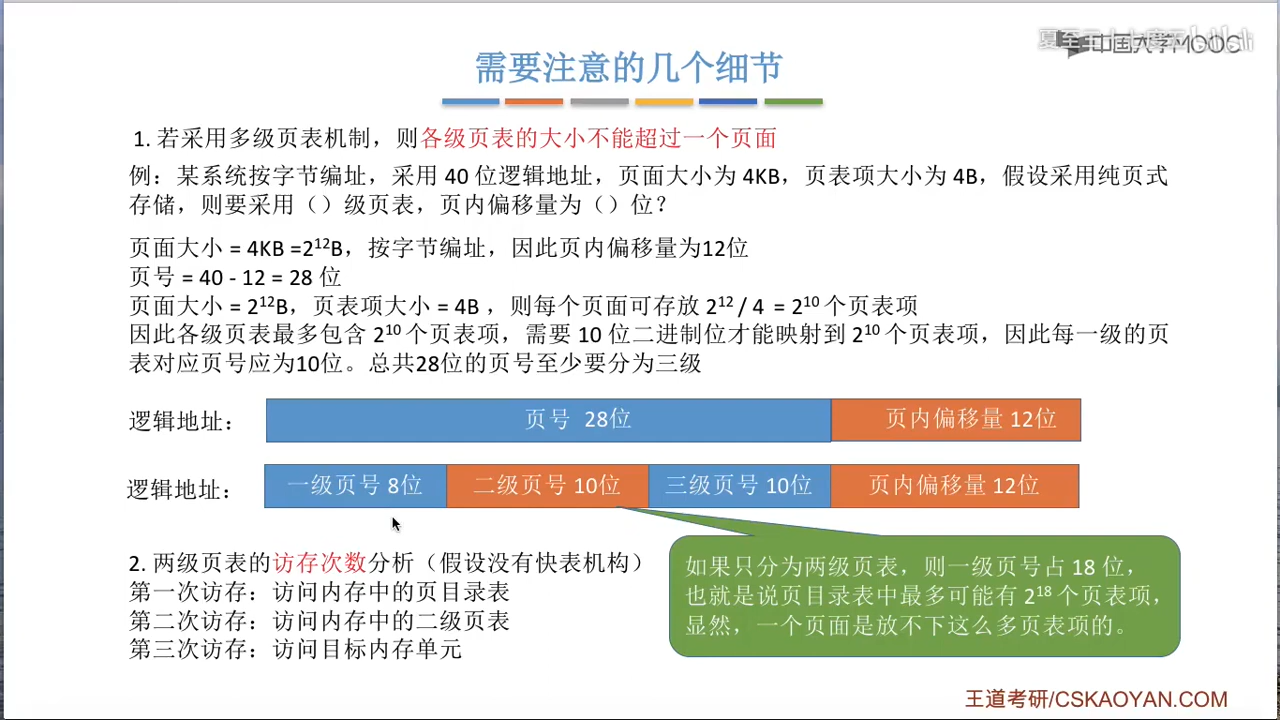 中国大学MOOC
需要注意的几个细节
1. 若采用多级页表机制，则各级页表的大小不能超过一个页面
例：某系统按字节编址，采用 40 位逻辑地址，页面大小为 4KB，页表项大小为 4B，假设采用纯页式
存储，则要采用（）级页表，页内偏移量为（）位？
页面大小 = 4KB =2¹²B，按字节编址，因此页内偏移量为12位
页号 = 40 - 12 = 28 位
页面大小 = 2¹²B，页表项大小 = 4B ，则每个页面可存放 2¹² / 4 = 2¹⁰ 个页表项
因此各级页表最多包含 2¹⁰ 个页表项，需要 10 位二进制位才能映射到 2¹⁰ 个页表项，因此每一级的页
表对应页号应为10位。总共28位的页号至少要分为三级
逻辑地址： 页号 28位 页内偏移量 12位
逻辑地址： 一级页号 8位 二级页号 10位 三级页号 10位 页内偏移量 12位
2. 两级页表的访存次数分析（假设没有快表机构）
第一次访存：访问内存中的页目录表
第二次访存：访问内存中的二级页表
第三次访存：访问目标内存单元
如果只分为两级页表，则一级页号占 18 位，
也就是说页目录表中最多可能有 2¹⁸ 个页表项，
显然，一个页面是放不下这么多页表项的。
王道考研/CSKAOYAN.COM